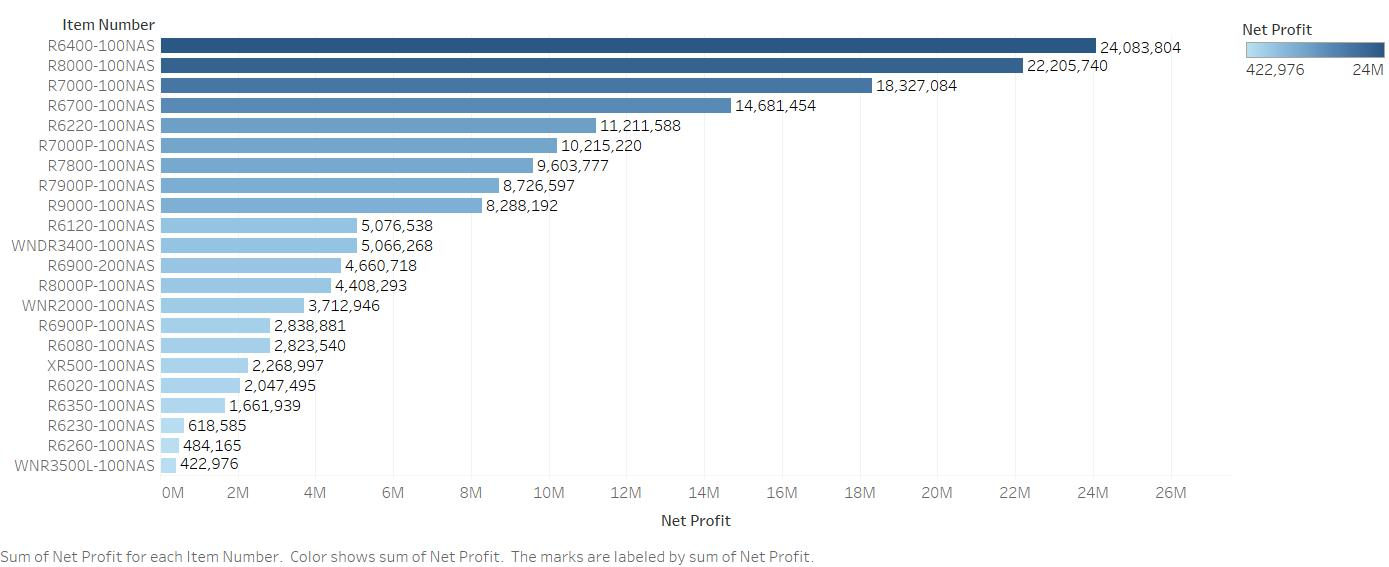 Item Number
R6400-100NAS 24,083,804
R8000-100NAS 22,205,740
R7000-100NAS 18,327,084
R6700-100NAS 14,681,454
R6220-100NAS 11,211,588
R7000P-100NAS 10,215,220
R7800-100NAS 9,603,777
R7900P-100NAS 8,726,597
R9000-100NAS 8,288,192
R6120-100NAS 5,076,538
WNDR3400-100NAS 5,066,268
R6900-200NAS 4,660,718
R8000P-100NAS 4,408,293
WNR2000-100NAS 3,712,946
R6900P-100NAS 2,838,881
R6080-100NAS 2,823,540
XR500-100NAS 2,268,997
R6020-100NAS 2,047,495
R6350-100NAS 1,661,939
R6230-100NAS 618,585
R6260-100NAS 484,165
WNR3500L-100NAS 422,976
0M 2M 4M 6M 8M 10M 12M 14M 16M 18M 20M 22M 24M 26M
Net Profit
Net Profit
422,976 24M
Sum of Net Profit for each Item Number. Color shows sum of Net Profit. The marks are labeled by sum of Net Profit.